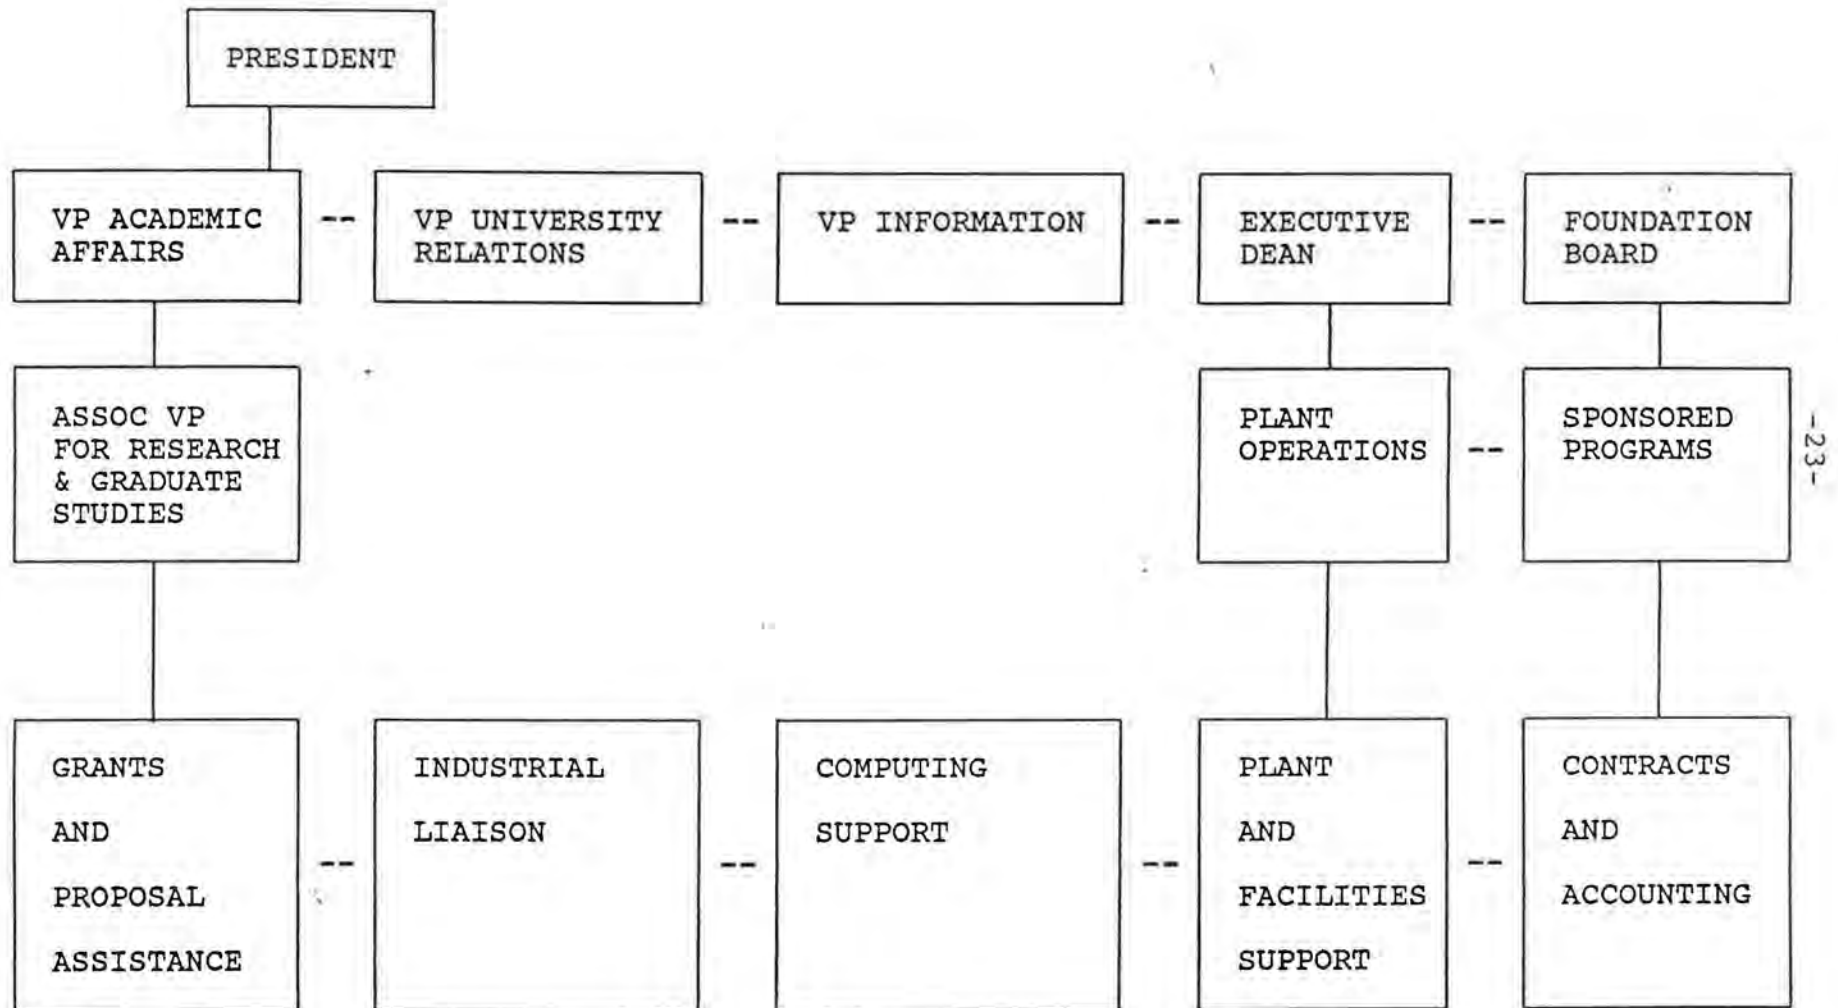 PRESIDENT
VP ACADEMIC
AFFAIRS
--
VP UNIVERSITY
RELATIONS
--
VP INFORMATION
--
EXECUTIVE
DEAN
--
FOUNDATION
BOARD
ASSOC VP
FOR RESEARCH
& GRADUATE
STUDIES
PLANT
OPERATIONS
--
SPONSORED
PROGRAMS
-23-
GRANTS
AND
PROPOSAL
ASSISTANCE
--
INDUSTRIAL
LIAISON
--
COMPUTING
SUPPORT
--
PLANT
AND
FACILITIES
SUPPORT
--
CONTRACTS
AND
ACCOUNTING